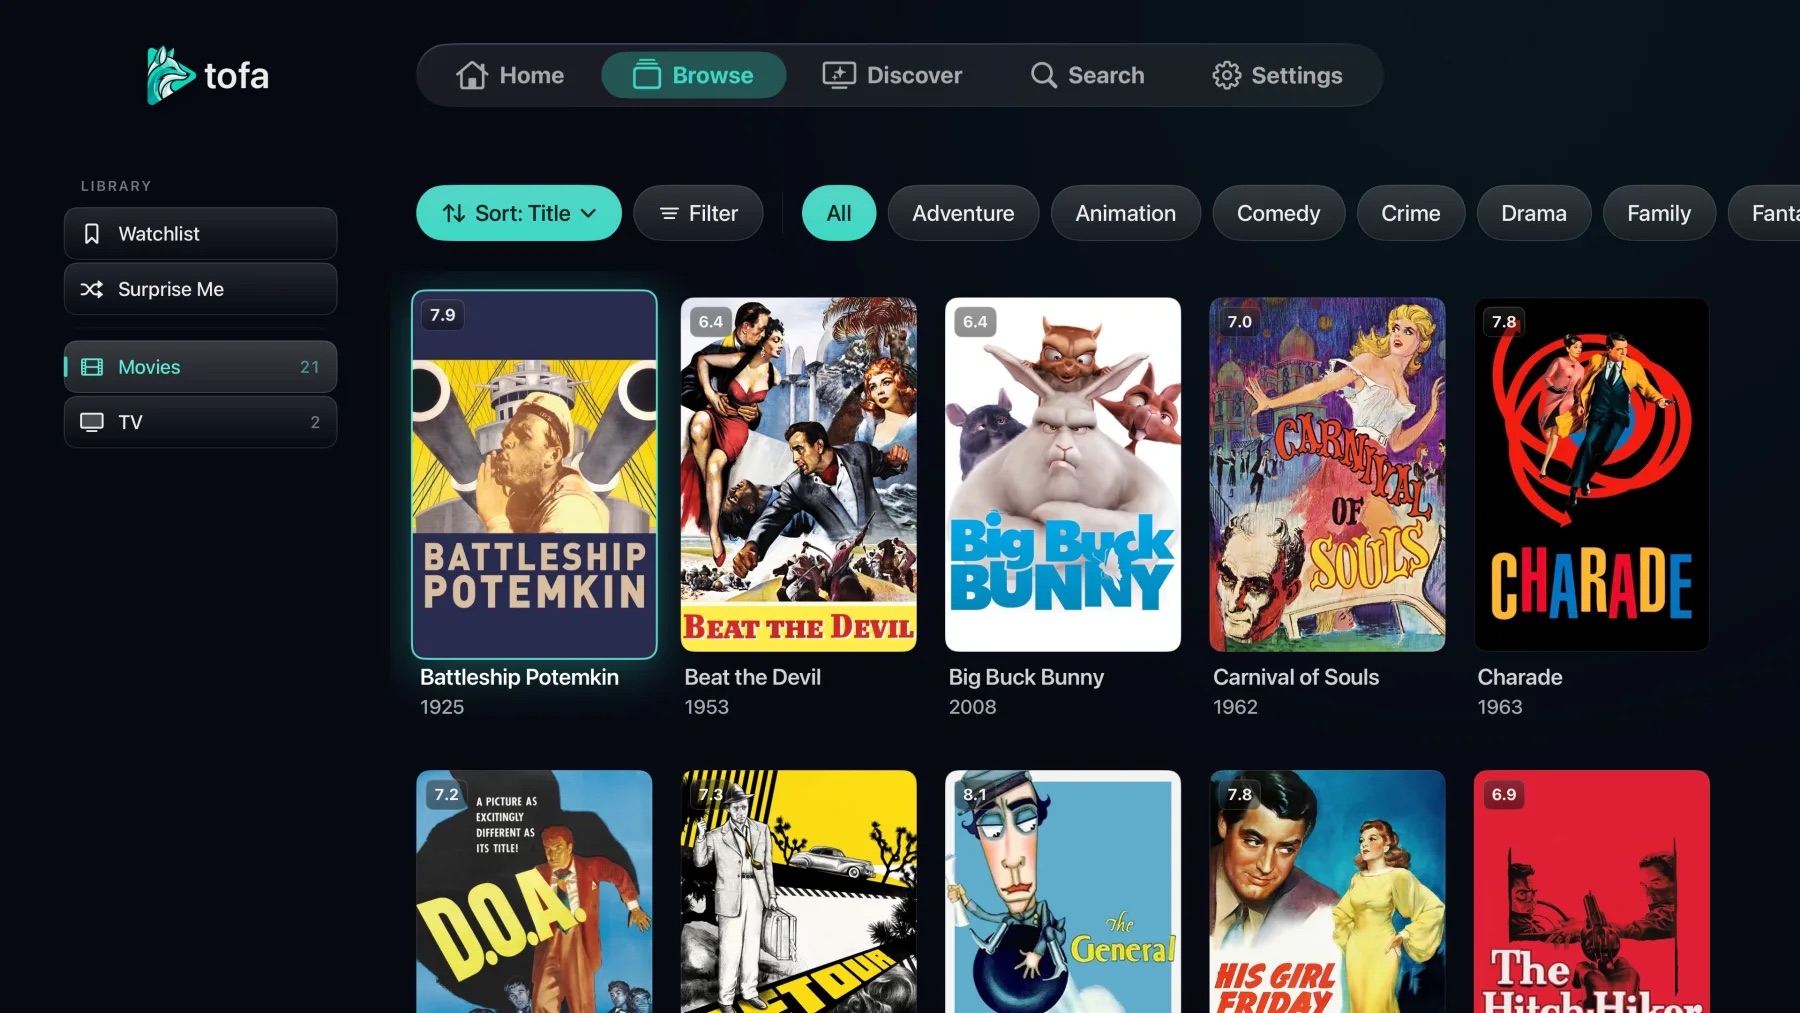 tofa
Home
Browse
Discover
Search
Settings
LIBRARY
Watchlist
Surprise Me
Movies 21
TV 2
Sort: Title
Filter
All
Adventure
Animation
Comedy
Crime
Drama
Family
7.9
BATTLESHIP
POTEMKIN
Battleship Potemkin
1925
6.4
BEAT THE DEVIL
Beat the Devil
1953
6.4
Big Buck
BUNNY
Big Buck Bunny
2008
7.0
CARNIVAL
OF
SOULS
Carnival of Souls
1962
7.8
CHARADE
Charade
1963
7.2
A PICTURE AS
EXCITINGLY
DIFFERENT AS
ITS TITLE!
D.O.A.
7.3
8.1
The
General
7.8
HIS GIRL
FRIDAY
6.9
The
Hitch-Hiker